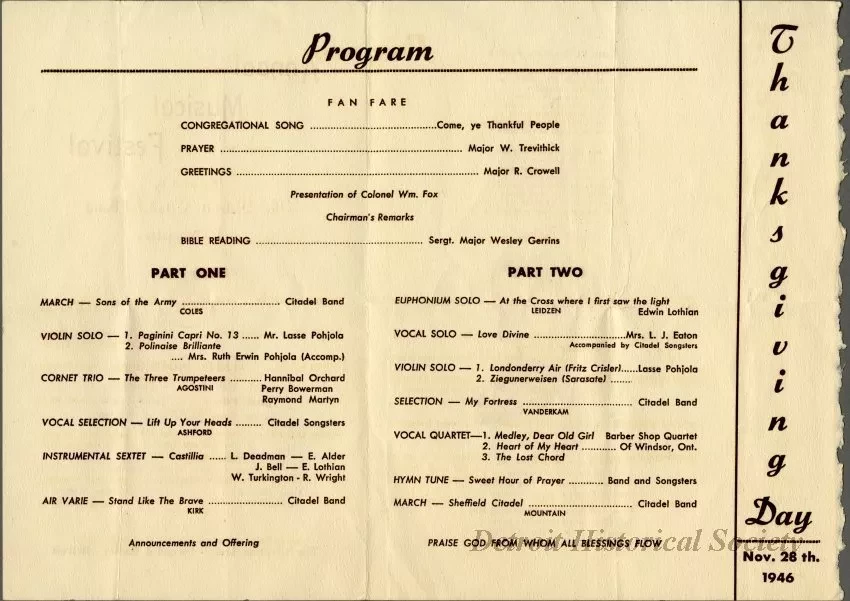 Program
FAN FARE
CONGREGATIONAL SONG ..............................Come, ye Thankful People
PRAYER .............................................................. Major W. Trevithick
GREETINGS .............................................................. Major R. Crowell
Presentation of Colonel Wm. Fox
Chairman's Remarks
BIBLE READING ........................................... Sergt. Major Wesley Gerrins
PART ONE
MARCH — Sons of the Army ............................ Citadel Band
COLES
VIOLIN SOLO — 1. Paginini Capri No. 13 ...... Mr. Lasse Pohjola
2. Polinaise Brilliante
.... Mrs. Ruth Erwin Pohjola (Accomp.)
CORNET TRIO — The Three Trumpeteers ..........Hannibal Orchard
AGOSTINI Perry Bowerman
Raymond Martyn
VOCAL SELECTION — Lift Up Your Heads ......... Citadel Songsters
ASHFORD
INSTRUMENTAL SEXTET — Castillia ...... L. Deadman — E. Alder
J. Bell — E. Lothian
W. Turkington - R. Wright
AIR VARIE — Stand Like The Brave ...................... Citadel Band
KIRK
Announcements and Offering
PART TWO
EUPHONIUM SOLO — At the Cross where I first saw the light
LEIDZEN Edwin Lothian
VOCAL SOLO — Love Divine ...........................Mrs. L. J. Eaton
Accompanied by Citadel Songsters
VIOLIN SOLO — 1. Londonderry Air (Fritz Crisler)......Lasse Pohjola
2. Ziegunerweisen (Sarasate) ........
SELECTION — My Fortress ................................... Citadel Band
VANDERKAM
VOCAL QUARTET—1. Medley, Dear Old Girl Barber Shop Quartet
2. Heart of My Heart ............ Of Windsor, Ont.
3. The Lost Chord
HYMN TUNE — Sweet Hour of Prayer ............ Band and Songsters
MARCH — Sheffield Citadel ................................... Citadel Band
MOUNTAIN
PRAISE GOD FROM WHOM ALL BLESSINGS FLOW
Thanksgiving
Day
Nov. 28 th.
1946
Detroit Historical Society